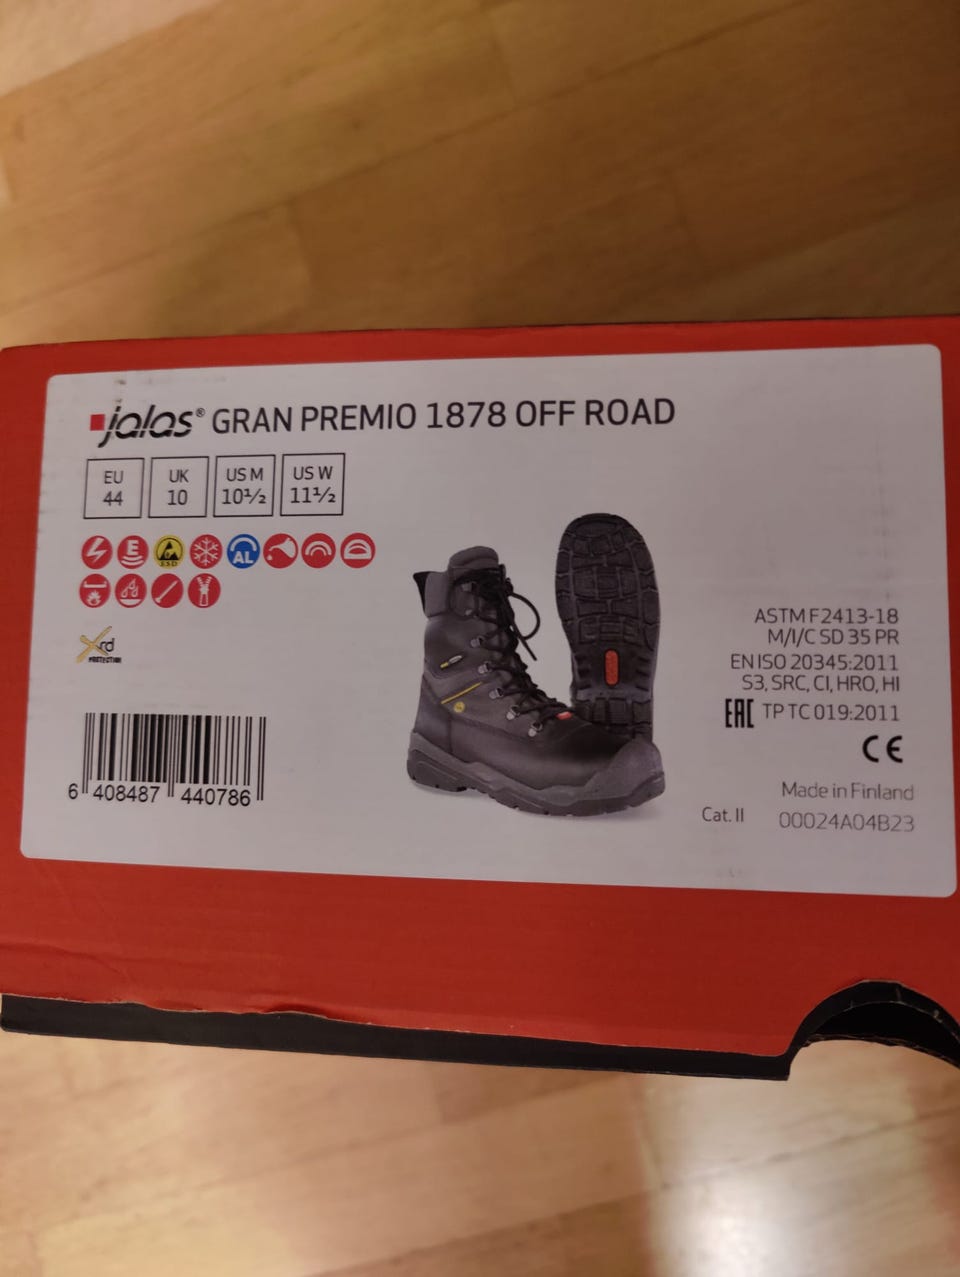 jalas® GRAN PREMIO 1878 OFF ROAD
EU
44
UK
10
US M
10½
US W
11½
E
ESD
AL
xrd
PROTECTION
6 408487 440786
ASTM F2413-18
M/I/C SD 35 PR
EN ISO 20345:2011
S3, SRC, CI, HRO, HI
EAC TP TC 019:2011
CE
Made in Finland
Cat. II 00024A04B23